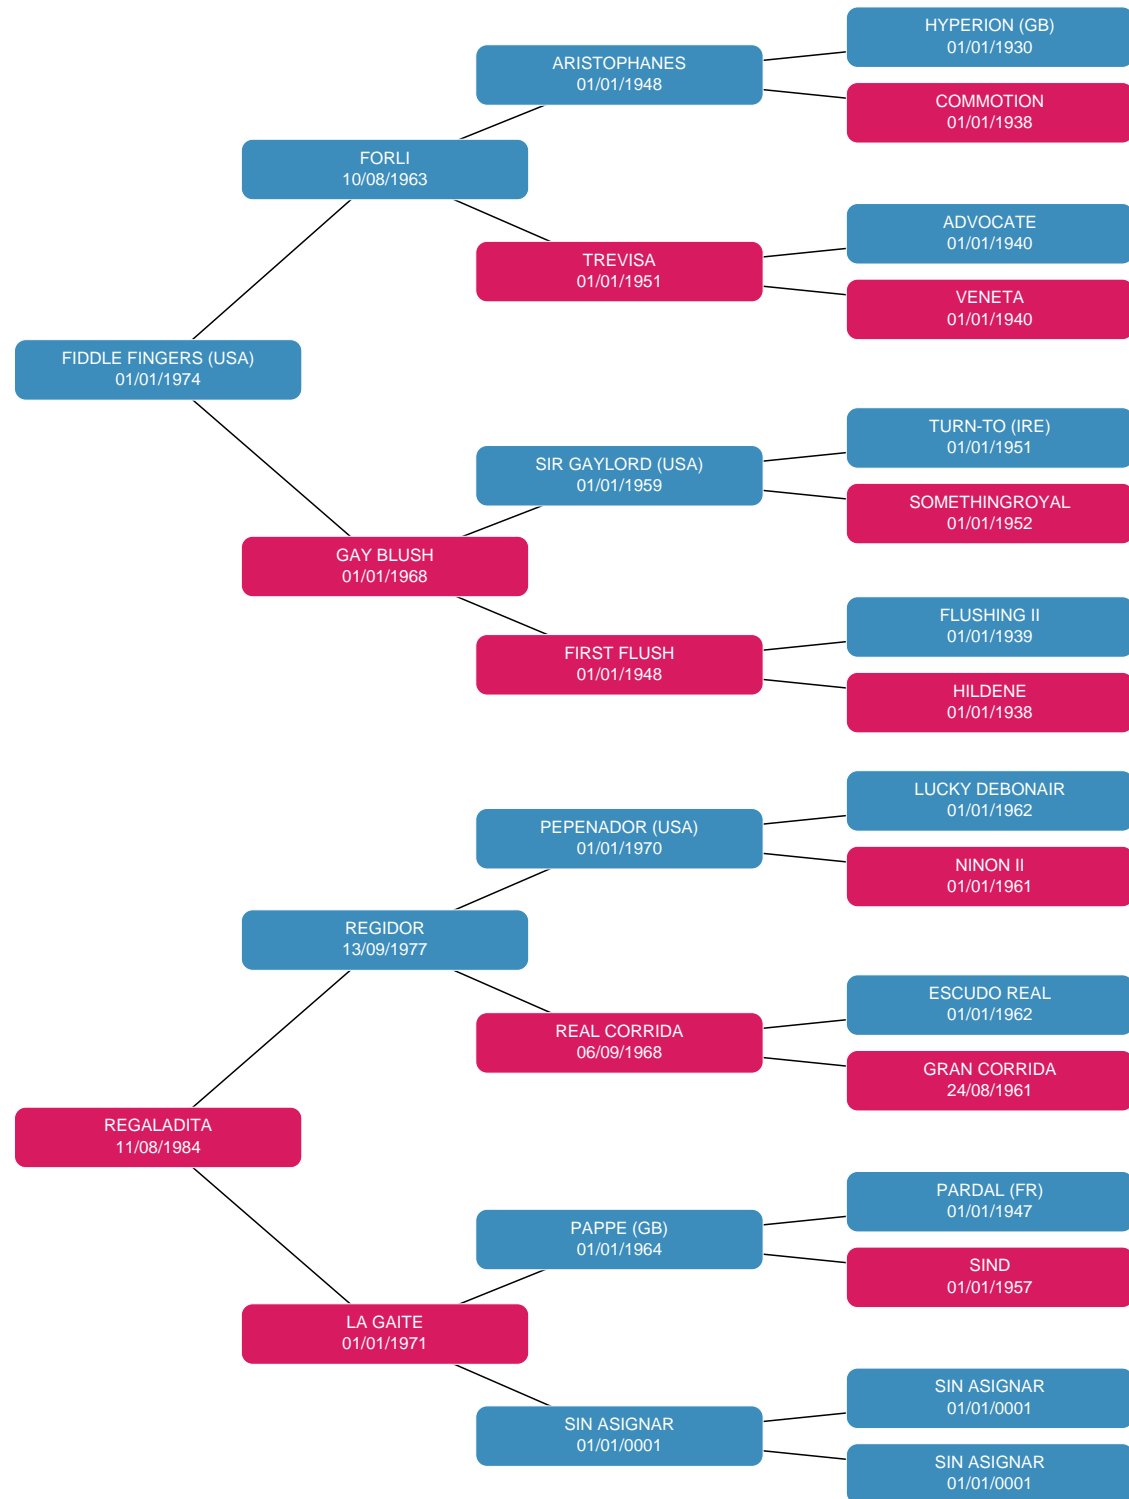 HYPERION (GB)
01/01/1930
ARISTOPHANES
01/01/1948
COMMOTION
01/01/1938
FORLI
10/08/1963
ADVOCATE
01/01/1940
TREVISA
01/01/1951
VENETA
01/01/1940
FIDDLE FINGERS (USA)
01/01/1974
TURN-TO (IRE)
01/01/1951
SIR GAYLORD (USA)
01/01/1959
SOMETHINGROYAL
01/01/1952
GAY BLUSH
01/01/1968
FLUSHING II
01/01/1939
FIRST FLUSH
01/01/1948
HILDENE
01/01/1938
LUCKY DEBONAIR
01/01/1962
PEPENADOR (USA)
01/01/1970
NINON II
01/01/1961
REGIDOR
13/09/1977
ESCUDO REAL
01/01/1962
REAL CORRIDA
06/09/1968
GRAN CORRIDA
24/08/1961
REGALADITA
11/08/1984
PARDAL (FR)
01/01/1947
PAPPE (GB)
01/01/1964
SIND
01/01/1957
LA GAITE
01/01/1971
SIN ASIGNAR
01/01/0001
SIN ASIGNAR
01/01/0001
SIN ASIGNAR
01/01/0001